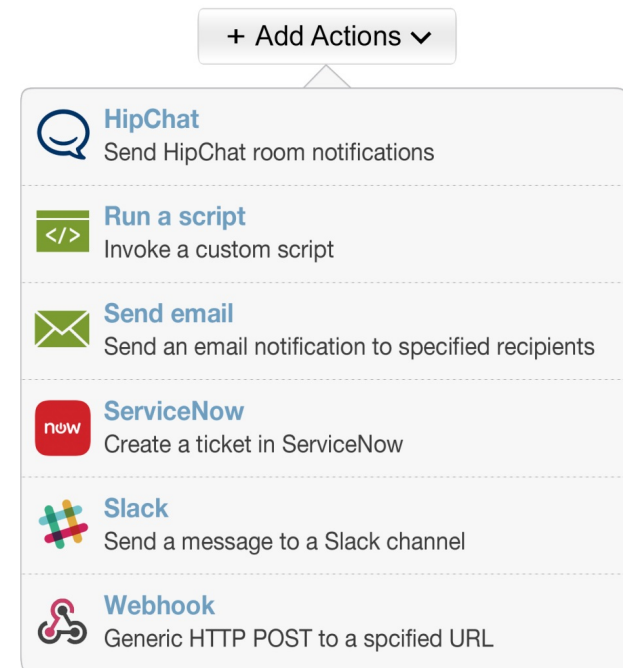 + Add Actions
HipChat
Send HipChat room notifications
</>
Run a script
Invoke a custom script
Send email
Send an email notification to specified recipients
now
ServiceNow
Create a ticket in ServiceNow
Slack
Send a message to a Slack channel
Webhook
Generic HTTP POST to a spcified URL